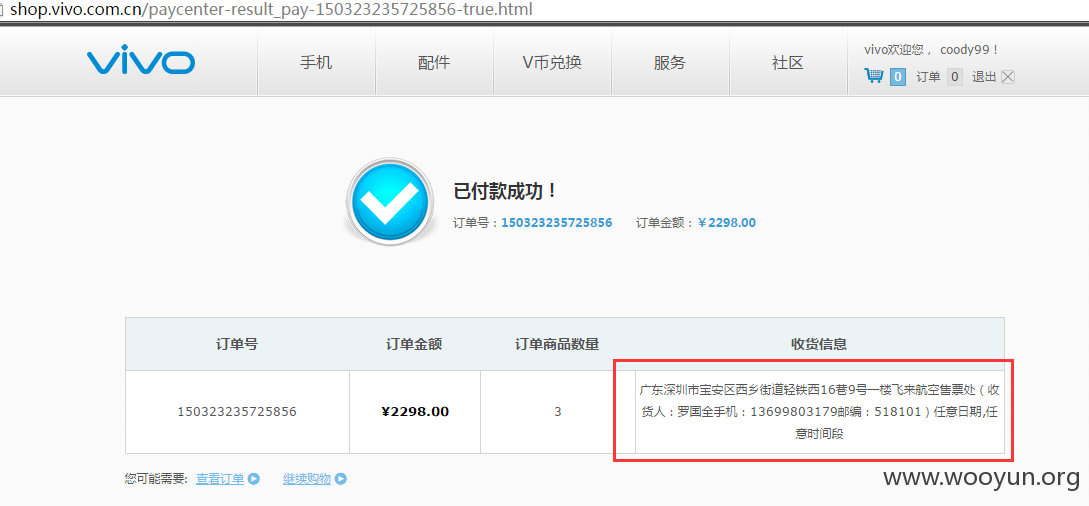 shop.vivo.com.cn/paycenter-result_pay-150323235725856-true.html
vivo
手机
配件
V币兑换
服务
社区
vivo欢迎您， coody99！
0 订单 0 退出
已付款成功！
订单号：150323235725856 订单金额：￥2298.00
订单号 订单金额 订单商品数量 收货信息
150323235725856 ¥2298.00 3
广东深圳市宝安区西乡街道轻铁西16巷9号一楼飞来航空售票处（收
货人：罗国全手机：13699803179邮编：518101）任意日期,任
意时间段
您可能需要: 查看订单 继续购物
www.wooyun.org